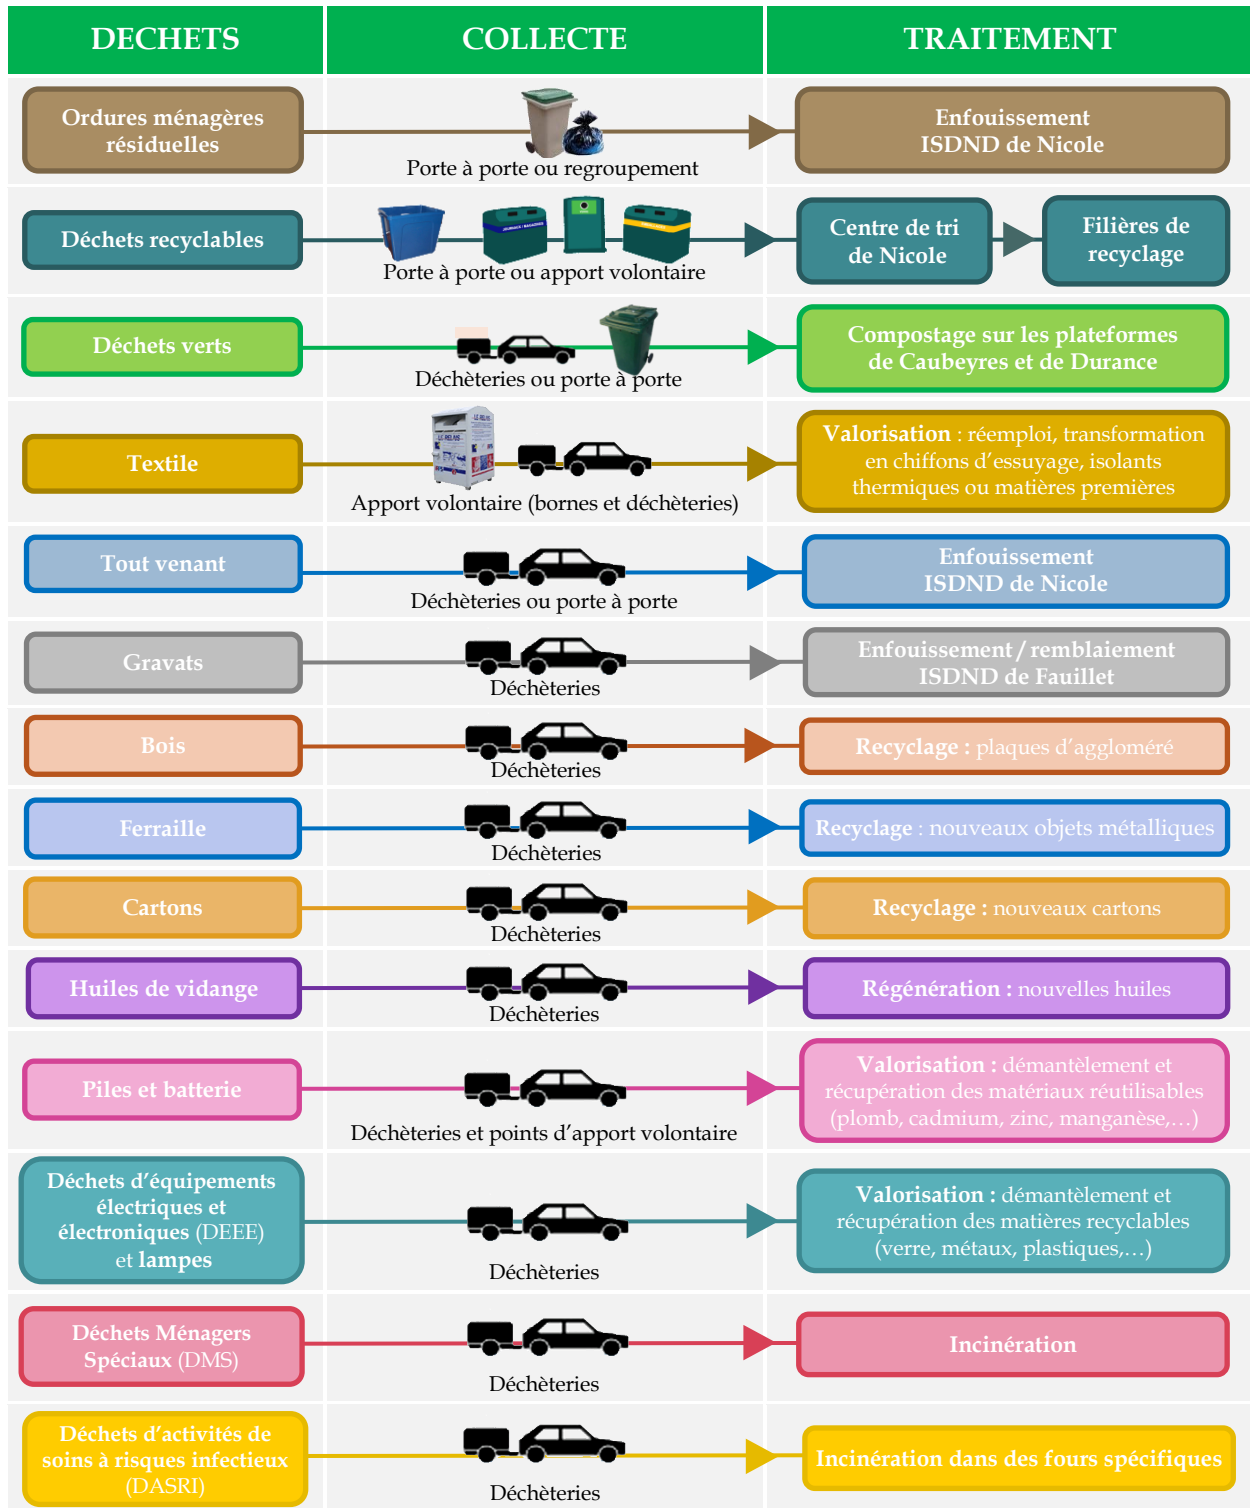 DECHETS
COLLECTE
TRAITEMENT
Ordures ménagères
résiduelles
Porte à porte ou regroupement
Enfouissement
ISDND de Nicole
Déchets recyclables
JOURNAUX / MAGAZINES
Porte à porte ou apport volontaire
Centre de tri
de Nicole
Filières de
recyclage
Déchets verts
Déchèteries ou porte à porte
Compostage sur les plateformes
de Caubeyres et de Durance
Textile
LE RELAIS
Apport volontaire (bornes et déchèteries)
Valorisation : réemploi, transformation
en chiffons d’essuyage, isolants
thermiques ou matières premières
Tout venant
Déchèteries ou porte à porte
Enfouissement
ISDND de Nicole
Gravats
Déchèteries
Enfouissement / remblaiement
ISDND de Fauillet
Bois
Déchèteries
Recyclage : plaques d’aggloméré
Ferraille
Déchèteries
Recyclage : nouveaux objets métalliques
Cartons
Déchèteries
Recyclage : nouveaux cartons
Huiles de vidange
Déchèteries
Régénération : nouvelles huiles
Piles et batterie
Déchèteries et points d’apport volontaire
Valorisation : démantèlement et
récupération des matériaux réutilisables
(plomb, cadmium, zinc, manganèse,…)
Déchets d’équipements
électriques et
électroniques (DEEE)
et lampes
Déchèteries
Valorisation : démantèlement et
récupération des matières recyclables
(verre, métaux, plastiques,…)
Déchets Ménagers
Spéciaux (DMS)
Déchèteries
Incinération
Déchets d’activités de
soins à risques infectieux
(DASRI)
Déchèteries
Incinération dans des fours spécifiques